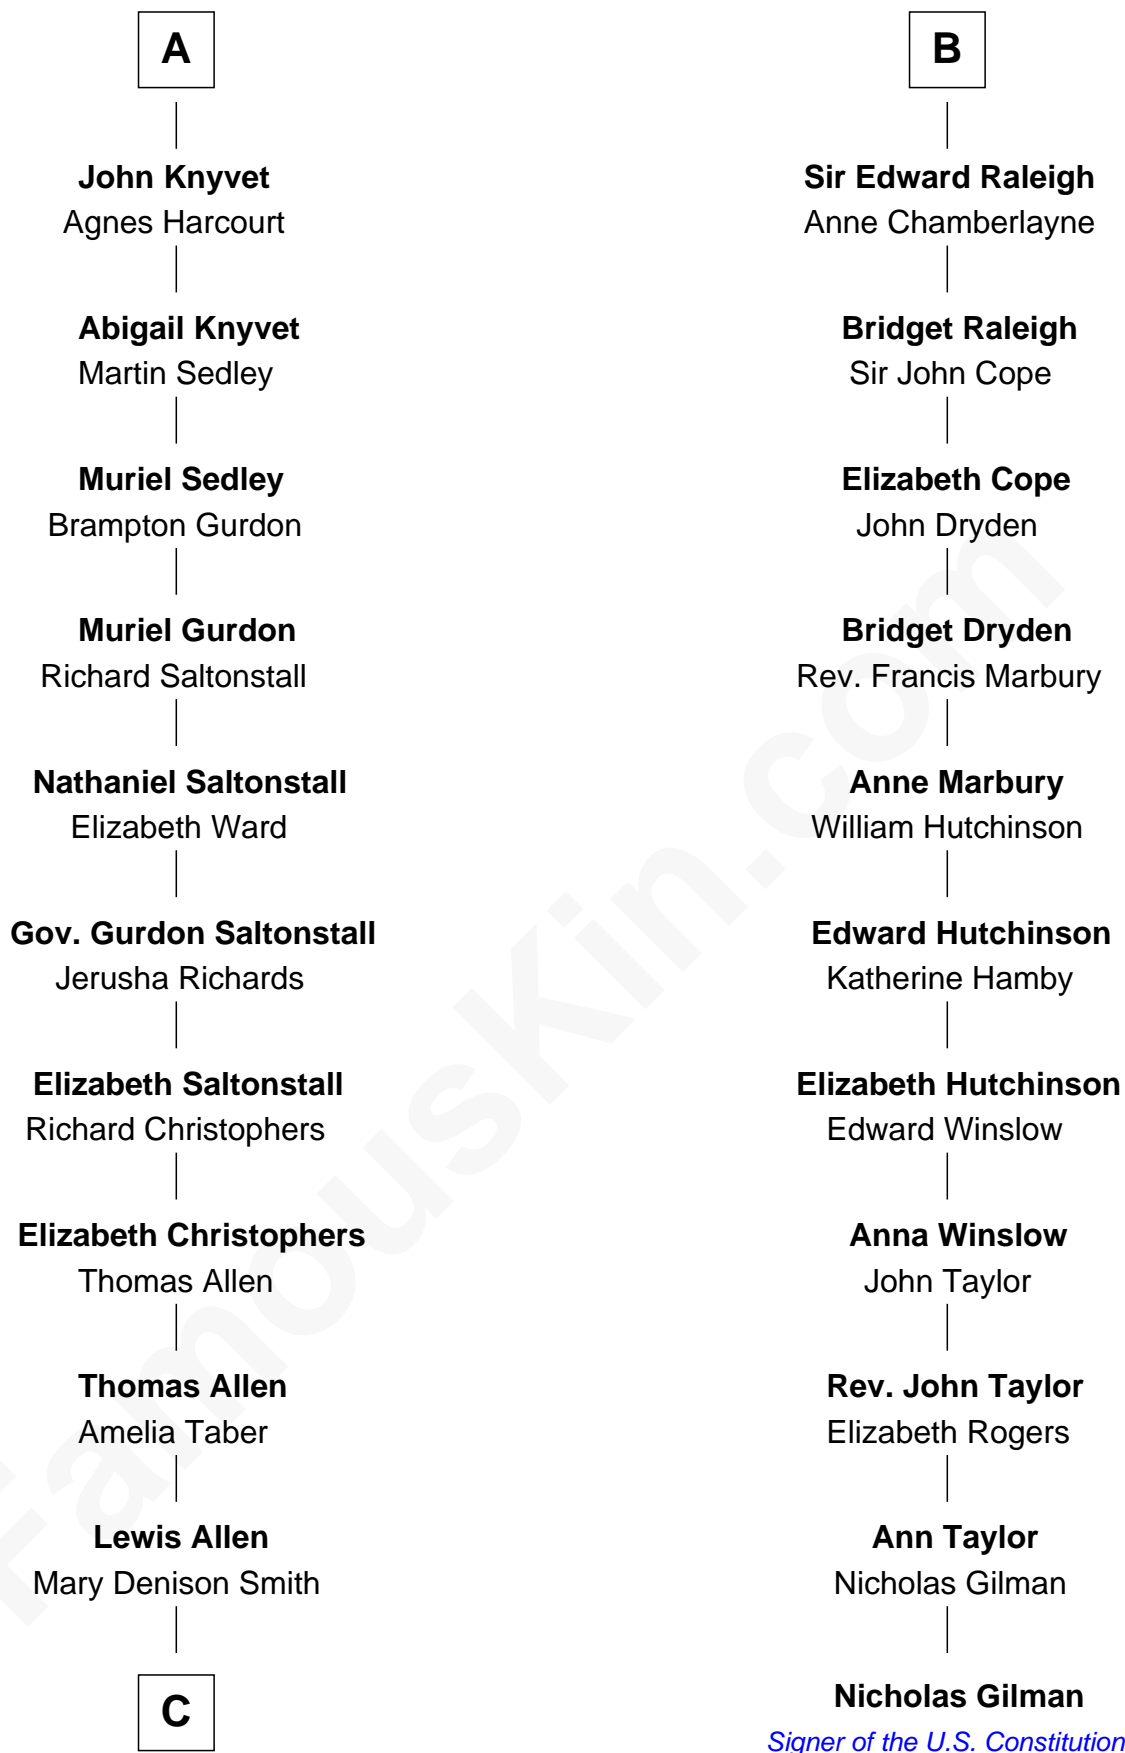 A
John Knyvet
Agnes Harcourt
Abigail Knyvet
Martin Sedley
Muriel Sedley
Brampton Gurdon
Muriel Gurdon
Richard Saltonstall
Nathaniel Saltonstall
Elizabeth Ward
Gov. Gurdon Saltonstall
Jerusha Richards
Elizabeth Saltonstall
Richard Christophers
Elizabeth Christophers
Thomas Allen
Thomas Allen
Amelia Taber
Lewis Allen
Mary Denison Smith
C
B
Sir Edward Raleigh
Anne Chamberlayne
Bridget Raleigh
Sir John Cope
Elizabeth Cope
John Dryden
Bridget Dryden
Rev. Francis Marbury
Anne Marbury
William Hutchinson
Edward Hutchinson
Katherine Hamby
Elizabeth Hutchinson
Edward Winslow
Anna Winslow
John Taylor
Rev. John Taylor
Elizabeth Rogers
Ann Taylor
Nicholas Gilman
Nicholas Gilman
Signer of the U.S. Constitution
FamousKin.com